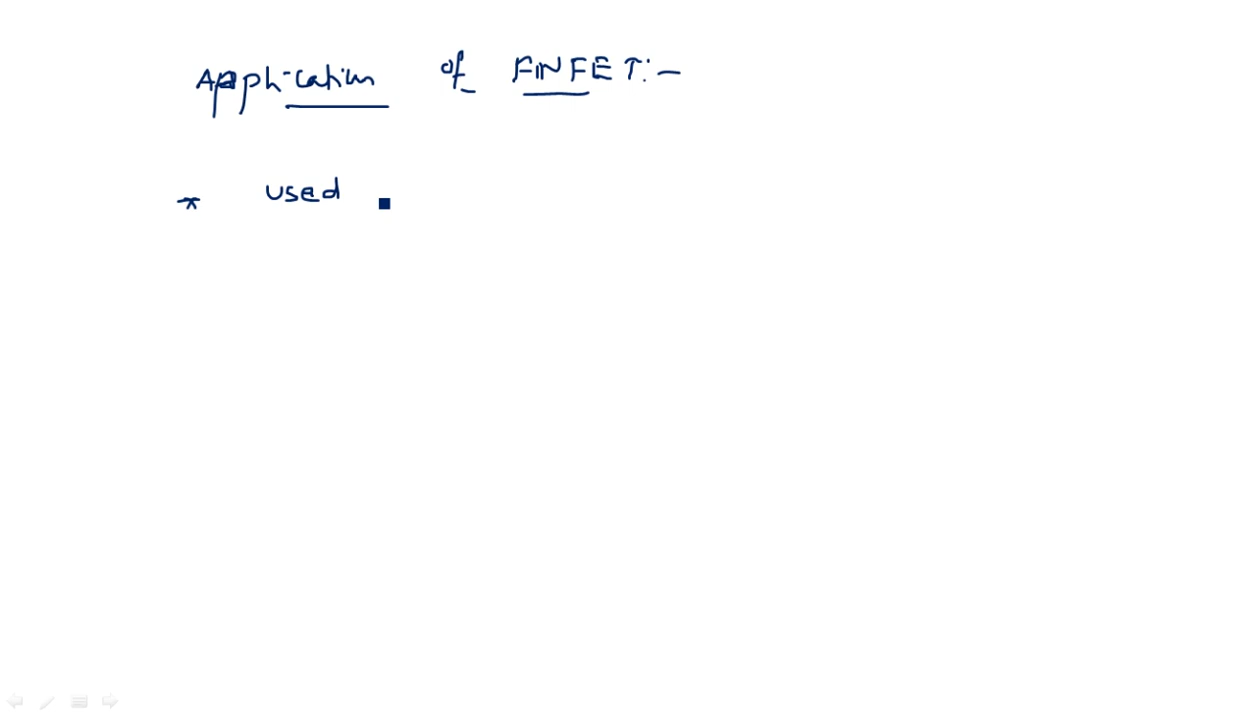 Application of FINFET:-
* used